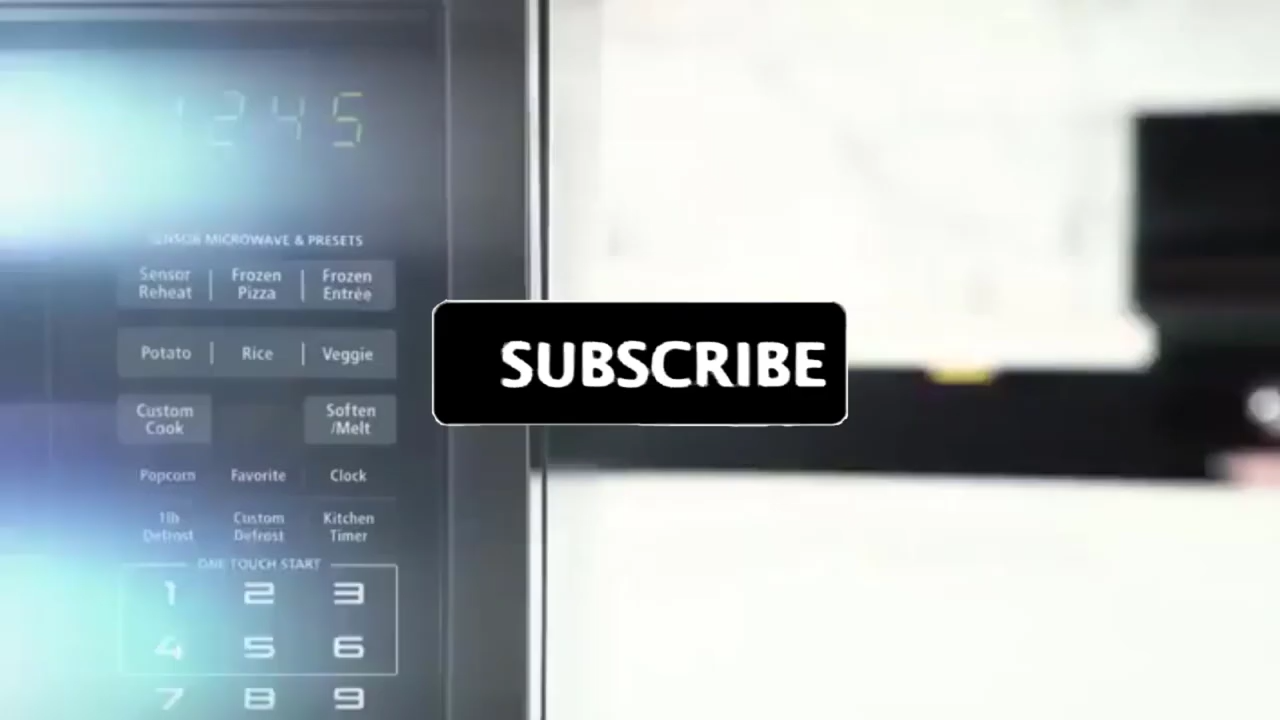 1245
SENSOR MICROWAVE & PRESETS
Sensor Reheat
Frozen Pizza
Frozen Entrée
Potato
Rice
Veggie
Custom Cook
Soften /Melt
SUBSCRIBE
Popcorn
Favorite
Clock
1lb Defrost
Custom Defrost
Kitchen Timer
ONE TOUCH START
1 2 3
4 5 6
7 8 9